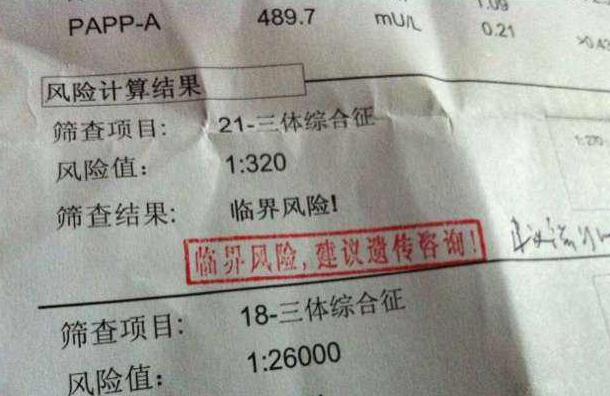 PAPP-A 489.7 mU/L 0.21
风险计算结果
筛查项目: 21-三体综合征
风险值: 1:320
筛查结果: 临界风险!
临界风险,建议遗传咨询!
筛查项目: 18-三体综合征
风险值: 1:26000